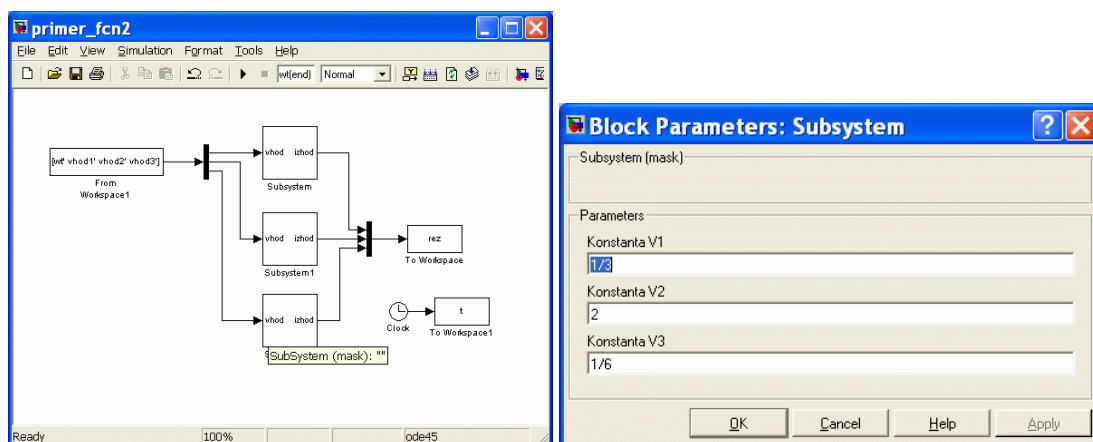 primer_fcn2
File Edit View Simulation Format Tools Help
wt(end) Normal
[wt' vhod1' vhod2' vhod3']
From
Workspace1
vhod izhod
Subsystem
vhod izhod
Subsystem1
vhod izhod
SubSystem (mask): ""
rez
To Workspace
Clock
t
To Workspace1
Ready 100% ode45
Block Parameters: Subsystem
Subsystem (mask)
Parameters
Konstanta V1
1/3
Konstanta V2
2
Konstanta V3
1/6
OK Cancel Help Apply